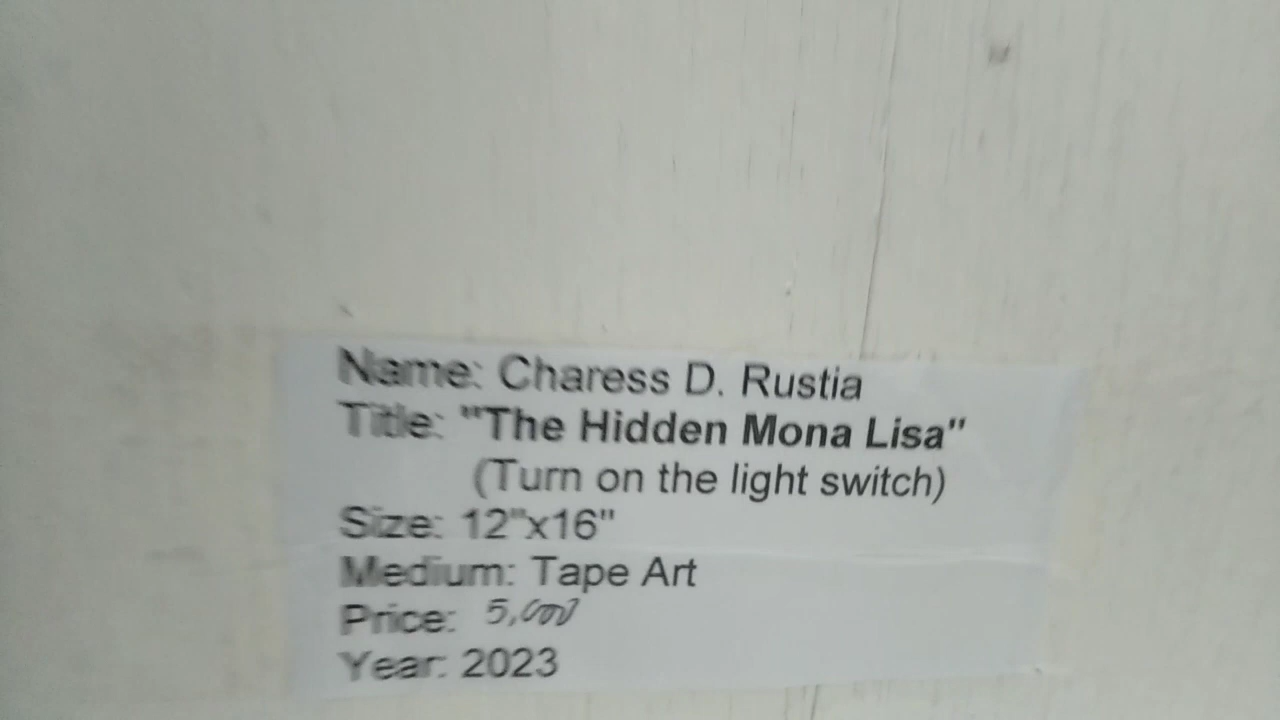 Name: Charess D. Rustia
Title: "The Hidden Mona Lisa"
(Turn on the light switch)
Size: 12"x16"
Medium: Tape Art
Price: 5,000
Year: 2023